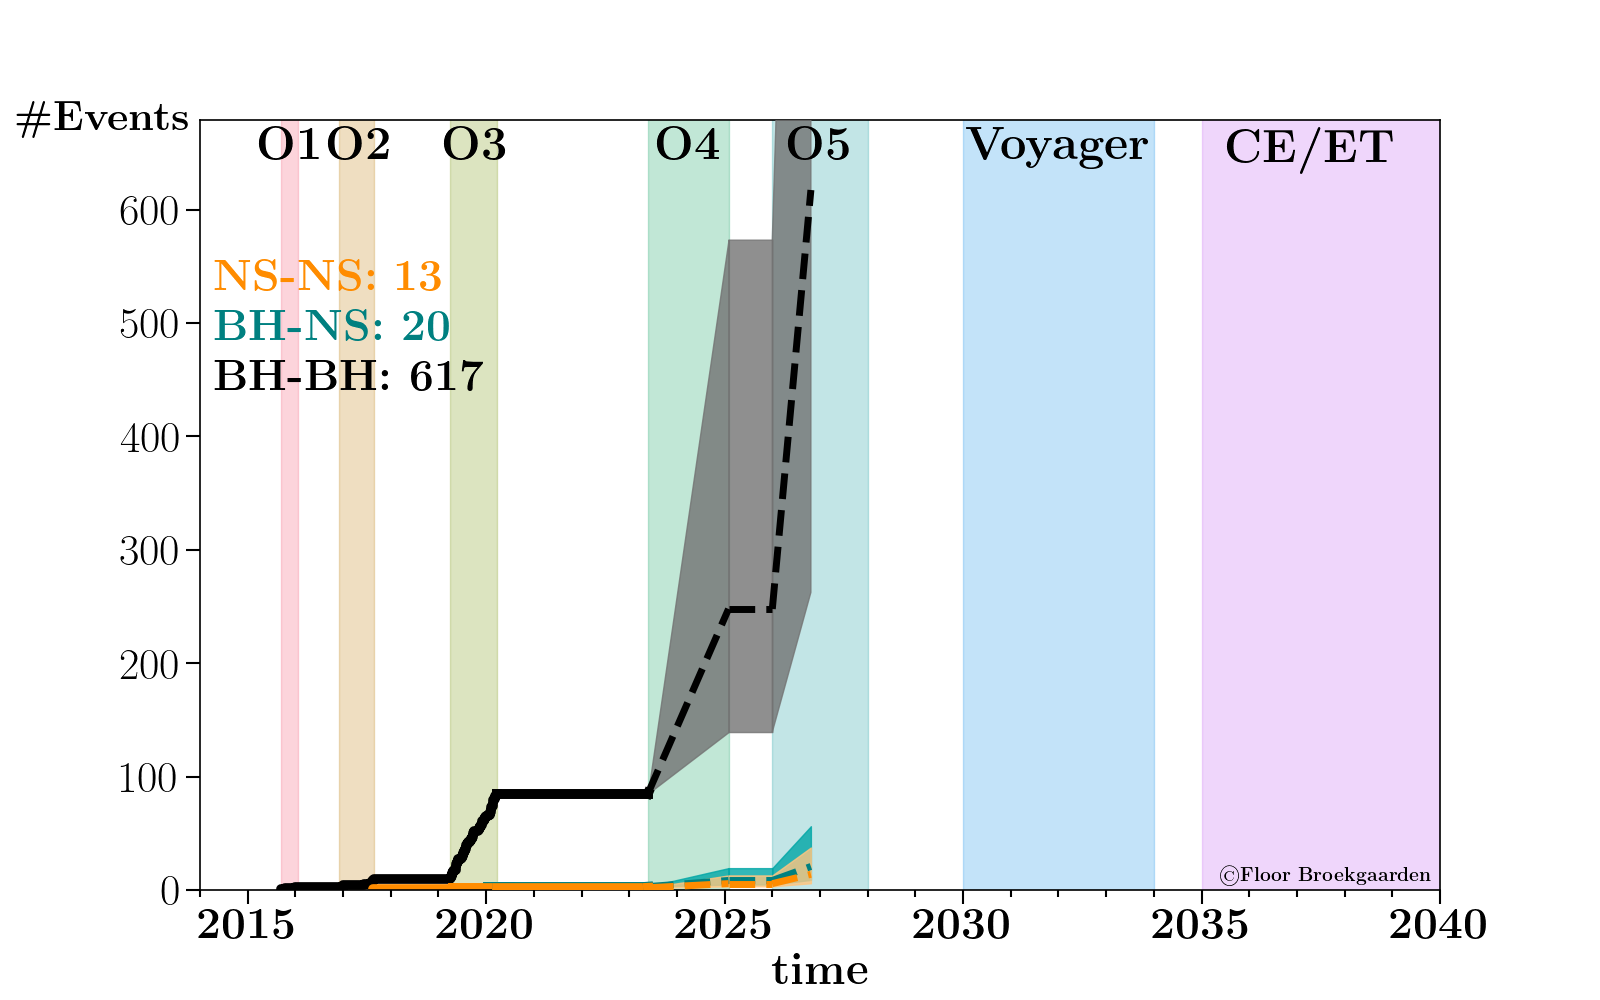 #Events
O1 O2 O3 O4 O5 Voyager CE/ET
600
NS-NS: 13
500
BH-NS: 20
BH-BH: 617
400
300
200
100
0
©Floor Broekgaarden
2015 2020 2025 2030 2035 2040
time